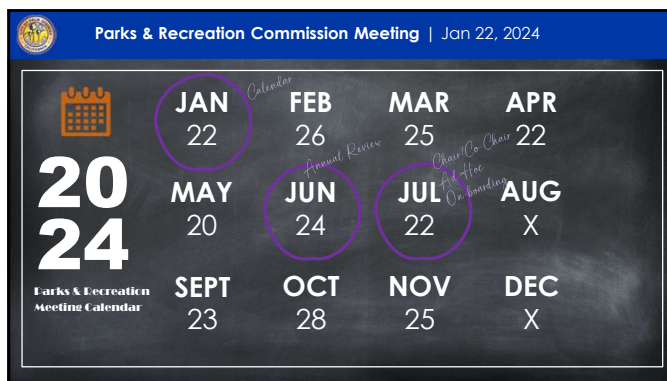 Parks & Recreation Commission Meeting | Jan 22, 2024
Calendar
JAN FEB MAR APR
22 26 25 22
Annual Review
Chair/Co-Chair
Ad Hoc
On-boarding
20
24
MAY JUN JUL AUG
20 24 22 X
Parks & Recreation
Meeting Calendar
SEPT OCT NOV DEC
23 28 25 X